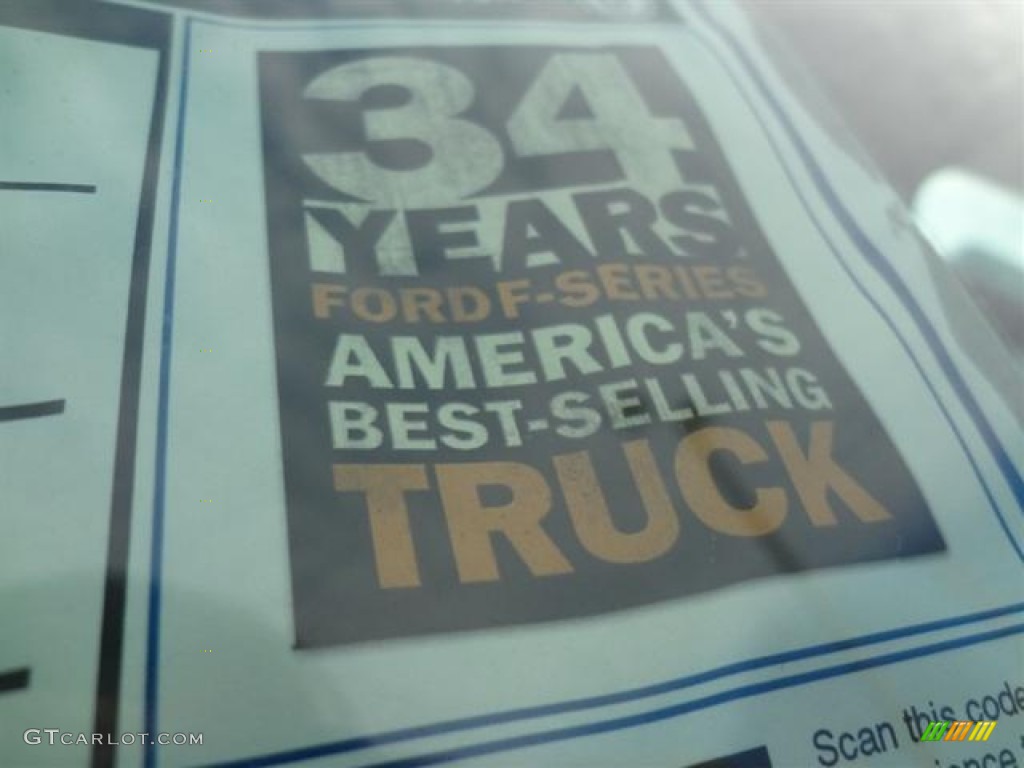 34
YEARS
FORD F-SERIES
AMERICA'S
BEST-SELLING
TRUCK
Scan this code
GTCARLOT.COM